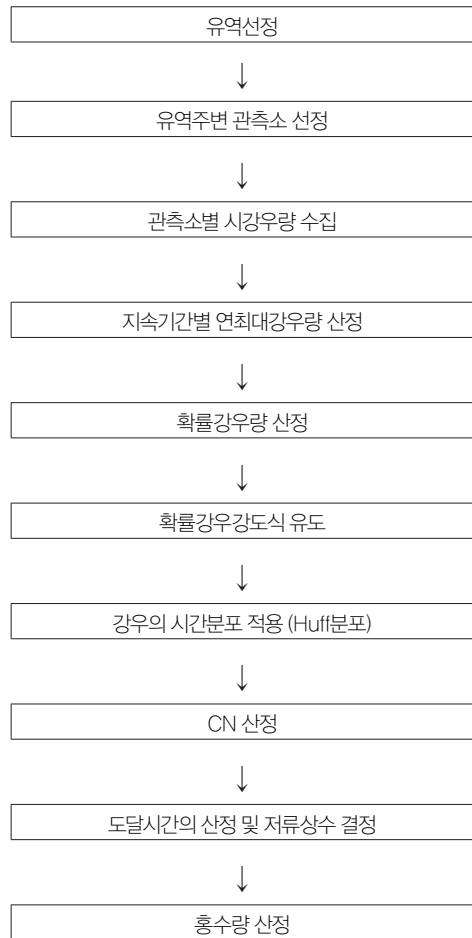 유역선정
↓
유역주변 관측소 선정
↓
관측소별 시강우량 수집
↓
지속기간별 연최대강우량 산정
↓
확률강우량 산정
↓
확률강우강도식 유도
↓
강우의 시간분포 적용 (Huff분포)
↓
CN 산정
↓
도달시간의 산정 및 저류상수 결정
↓
홍수량 산정